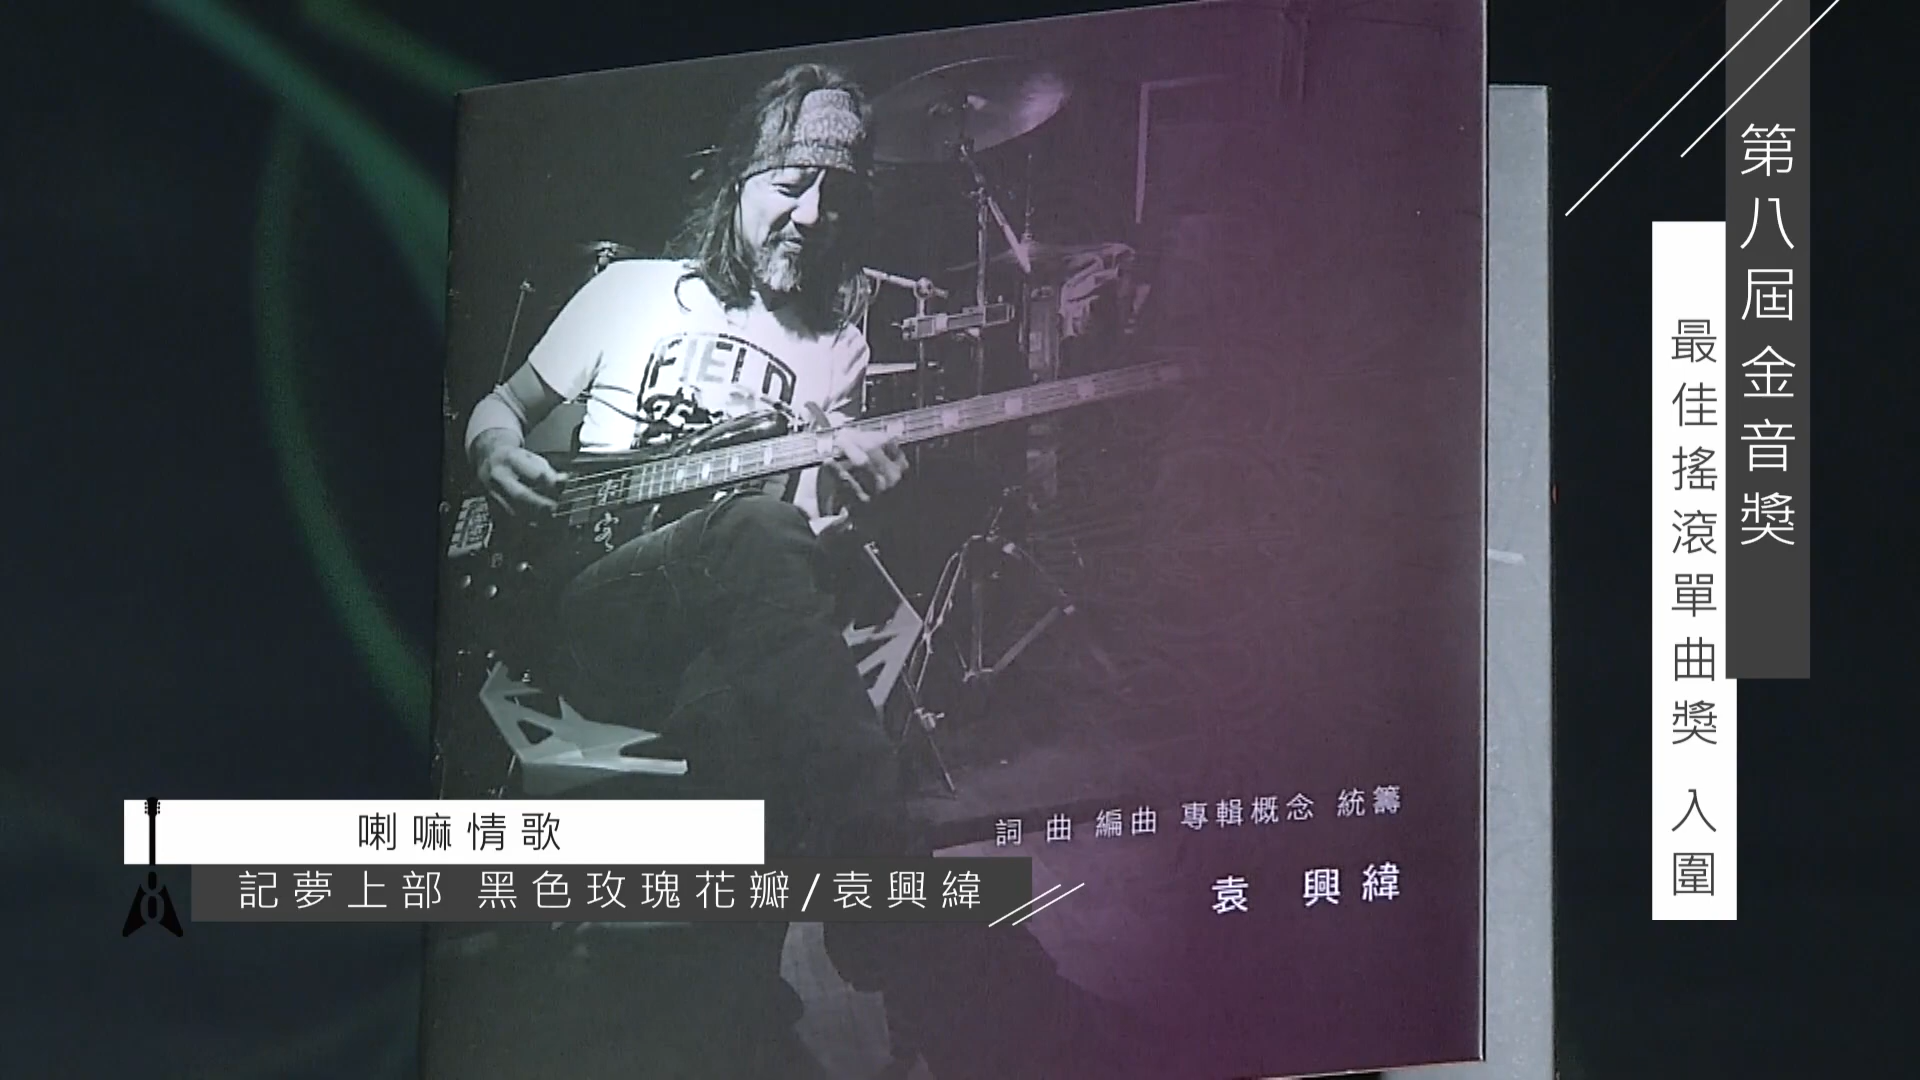 第八屆金音獎
最佳搖滾單曲獎 入圍
FIELD
詞 曲 編曲 專輯概念 統籌
袁 興緯
喇嘛情歌
記夢上部 黑色玫瑰花瓣/袁興緯